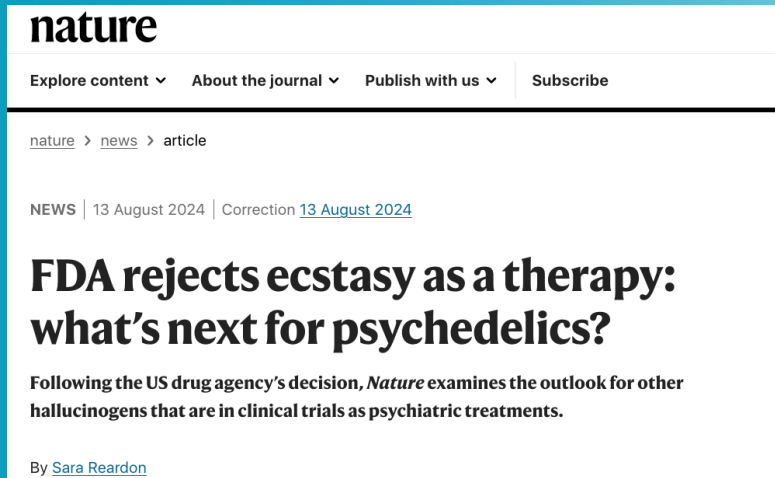 nature
Explore content About the journal Publish with us Subscribe
nature > news > article
NEWS | 13 August 2024 | Correction 13 August 2024
FDA rejects ecstasy as a therapy:
what’s next for psychedelics?
Following the US drug agency’s decision, Nature examines the outlook for other
hallucinogens that are in clinical trials as psychiatric treatments.
By Sara Reardon